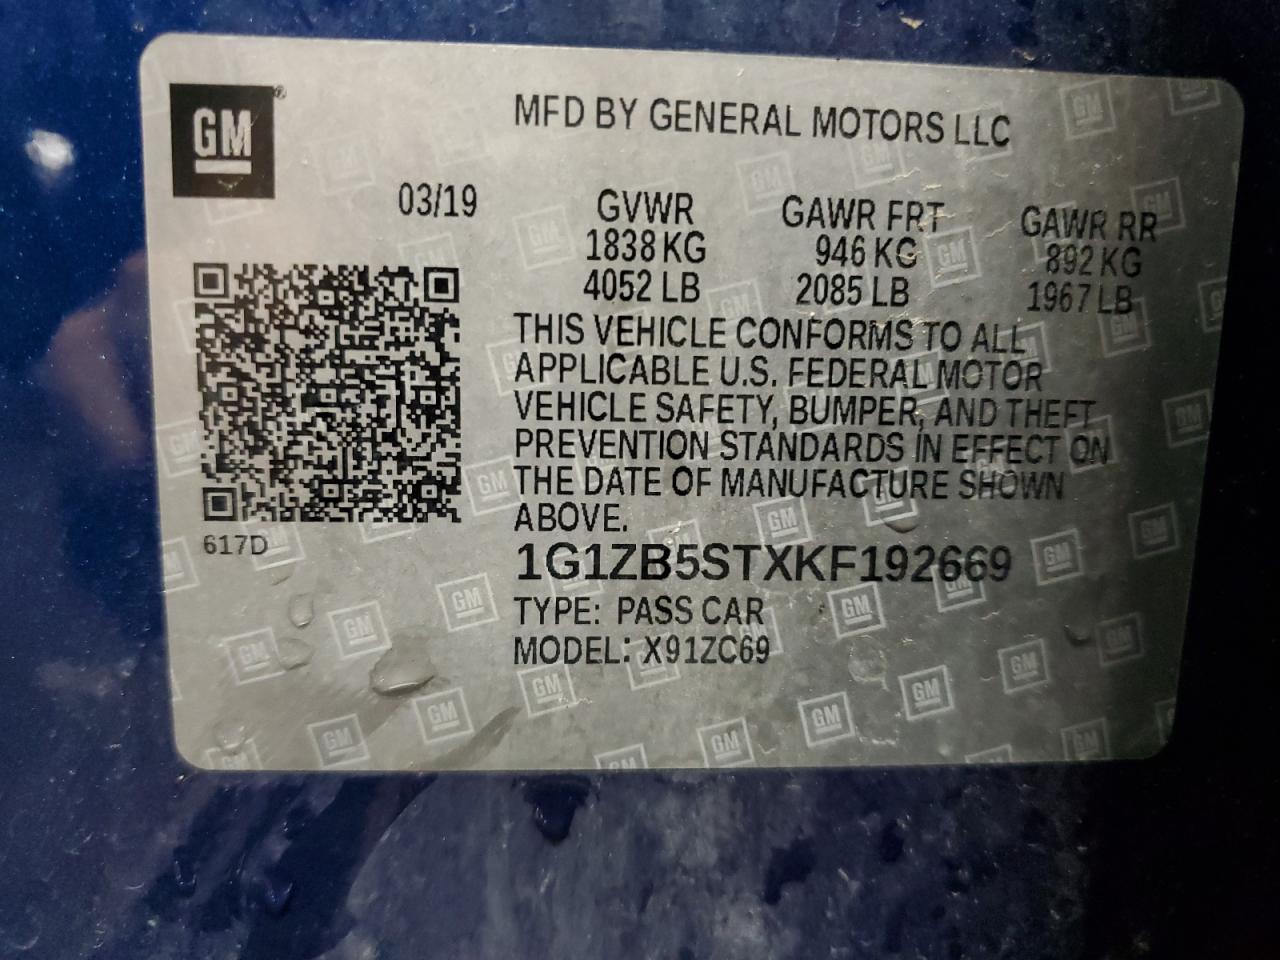 GM
MFD BY GENERAL MOTORS LLC
03/19
GVWR GAWR FRT GAWR RR
1838 KG 946 KG 892 KG
4052 LB 2085 LB 1967 LB
THIS VEHICLE CONFORMS TO ALL
APPLICABLE U.S. FEDERAL MOTOR
VEHICLE SAFETY, BUMPER, AND THEFT
PREVENTION STANDARDS IN EFFECT ON
THE DATE OF MANUFACTURE SHOWN
ABOVE.
617D
1G1ZB5STXKF192669
TYPE: PASS CAR
MODEL: X91ZC69